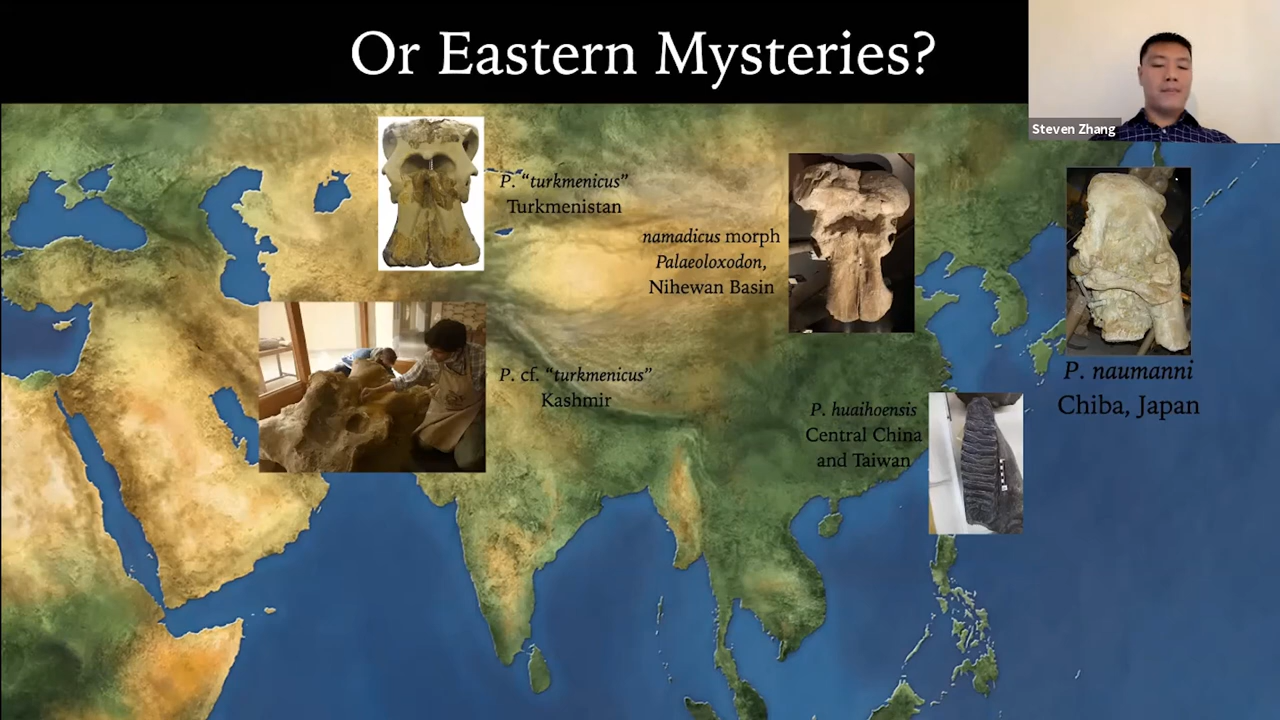 Or Eastern Mysteries?
Steven Zhang
P. “turkmenicus”
Turkmenistan
namadicus morph
Palaeoloxodon,
Nihewan Basin
P. cf. “turkmenicus”
Kashmir
P. naumanni
Chiba, Japan
P. huaihoensis
Central China
and Taiwan